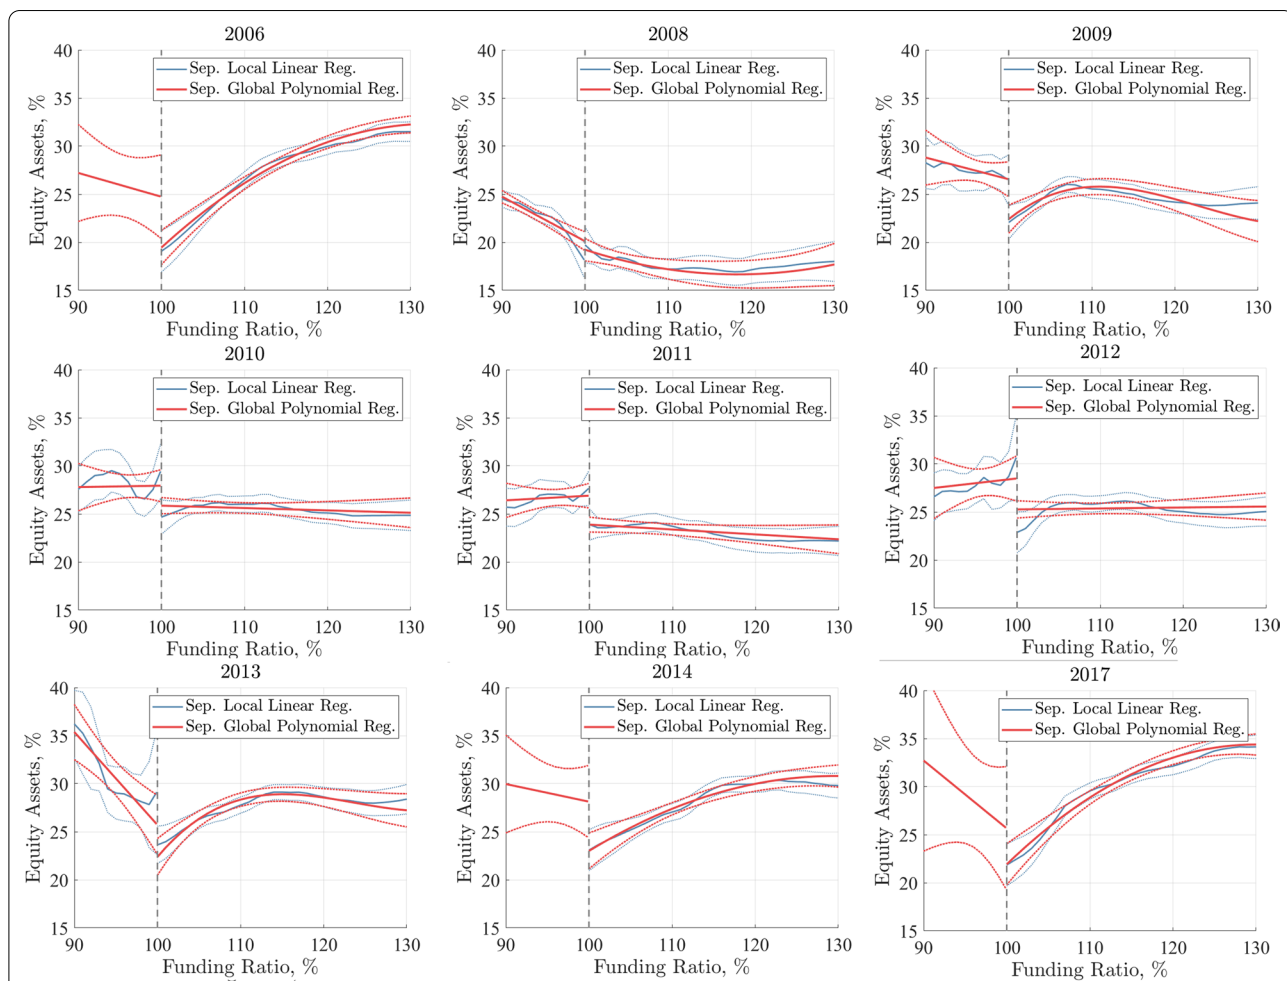 2006
40
35
30
25
20
15
Equity Assets, %
Sep. Local Linear Reg.
Sep. Global Polynomial Reg.
90 100 110 120 130
Funding Ratio, %
2008
40
35
30
25
20
15
Equity Assets, %
Sep. Local Linear Reg.
Sep. Global Polynomial Reg.
90 100 110 120 130
Funding Ratio, %
2009
40
35
30
25
20
15
Equity Assets, %
Sep. Local Linear Reg.
Sep. Global Polynomial Reg.
90 100 110 120 130
Funding Ratio, %
2010
40
35
30
25
20
15
Equity Assets, %
Sep. Local Linear Reg.
Sep. Global Polynomial Reg.
90 100 110 120 130
Funding Ratio, %
2011
40
35
30
25
20
15
Equity Assets, %
Sep. Local Linear Reg.
Sep. Global Polynomial Reg.
90 100 110 120 130
Funding Ratio, %
2012
40
35
30
25
20
15
Equity Assets, %
Sep. Local Linear Reg.
Sep. Global Polynomial Reg.
90 100 110 120 130
Funding Ratio, %
2013
40
35
30
25
20
15
Equity Assets, %
Sep. Local Linear Reg.
Sep. Global Polynomial Reg.
90 100 110 120 130
Funding Ratio, %
2014
40
35
30
25
20
15
Equity Assets, %
Sep. Local Linear Reg.
Sep. Global Polynomial Reg.
90 100 110 120 130
Funding Ratio, %
2017
40
35
30
25
20
15
Equity Assets, %
Sep. Local Linear Reg.
Sep. Global Polynomial Reg.
90 100 110 120 130
Funding Ratio, %